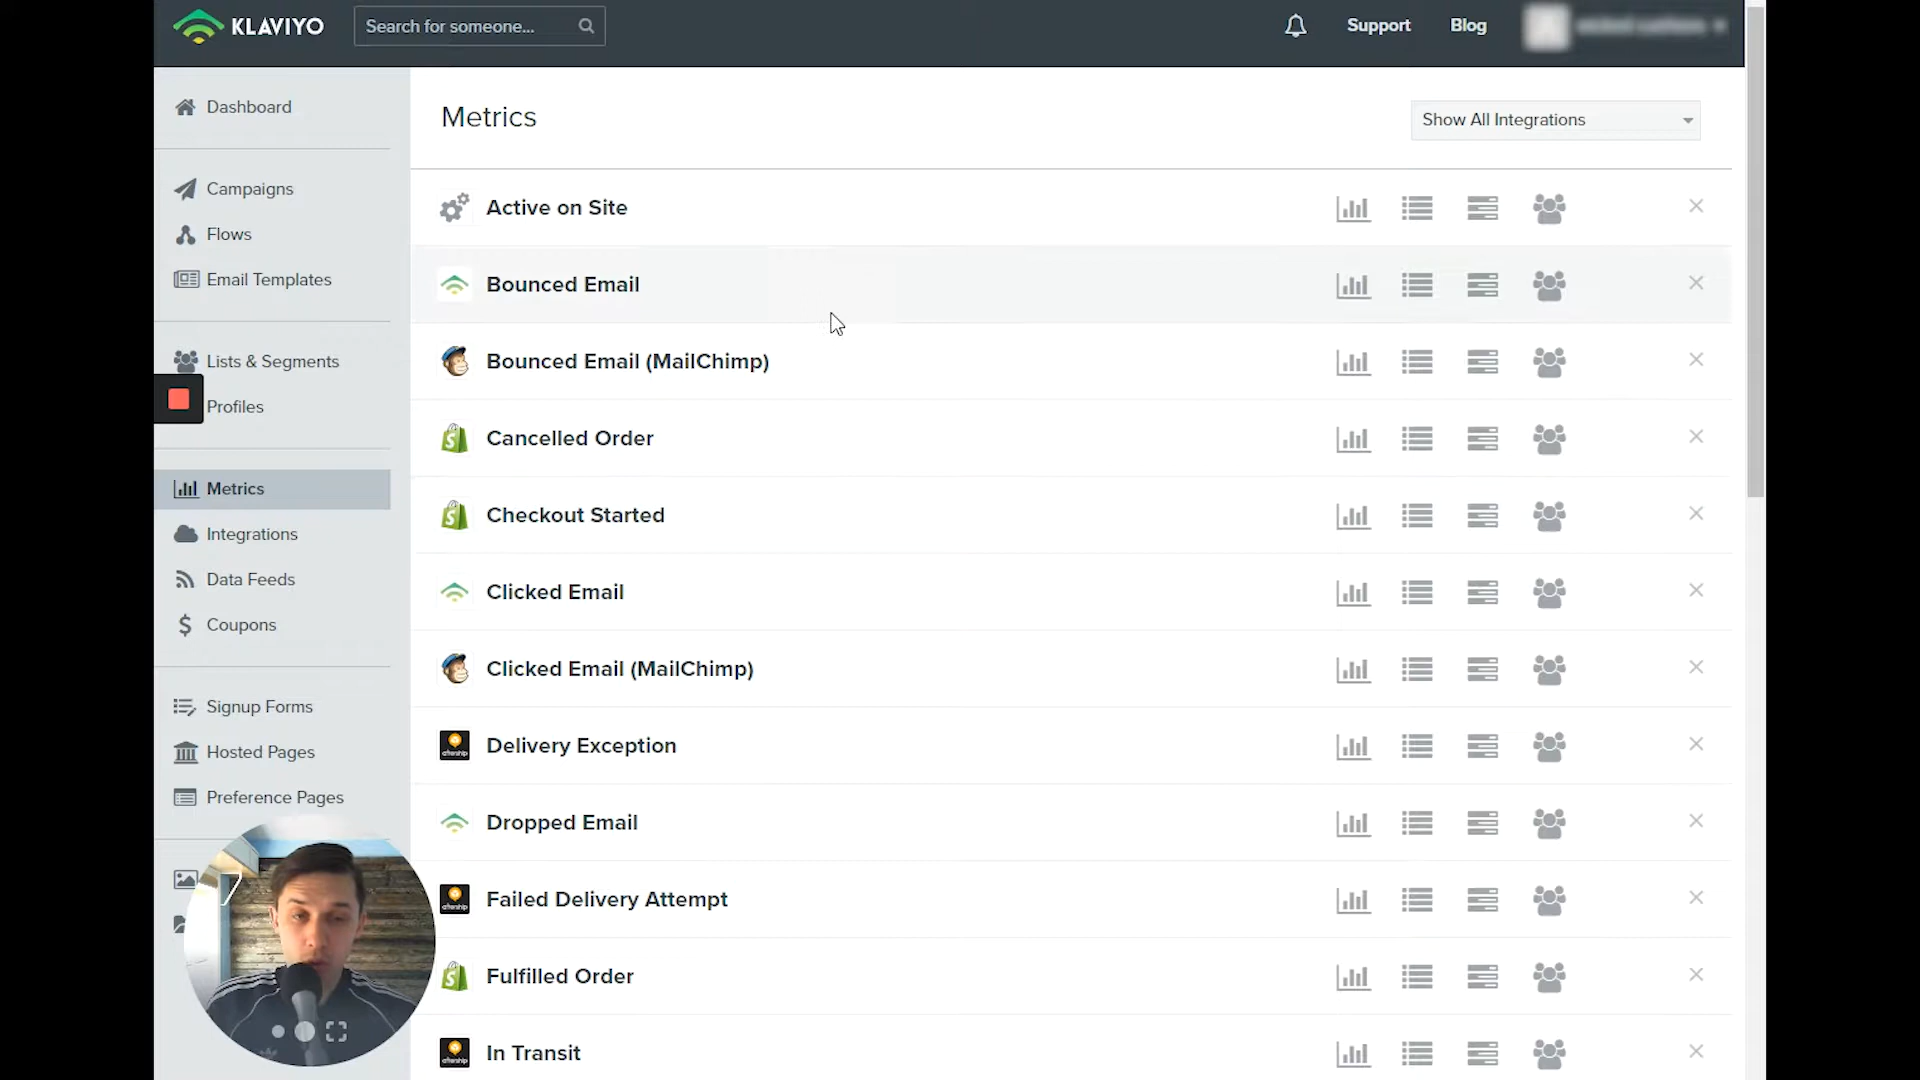 KLAVIYO
Search for someone...
Support
Blog
Dashboard
Campaigns
Flows
Email Templates
Lists & Segments
Profiles
Metrics
Integrations
Data Feeds
Coupons
Signup Forms
Hosted Pages
Preference Pages
Metrics
Show All Integrations
Active on Site
Bounced Email
Bounced Email (MailChimp)
Cancelled Order
Checkout Started
Clicked Email
Clicked Email (MailChimp)
aftership
Delivery Exception
Dropped Email
aftership
Failed Delivery Attempt
Fulfilled Order
aftership
In Transit